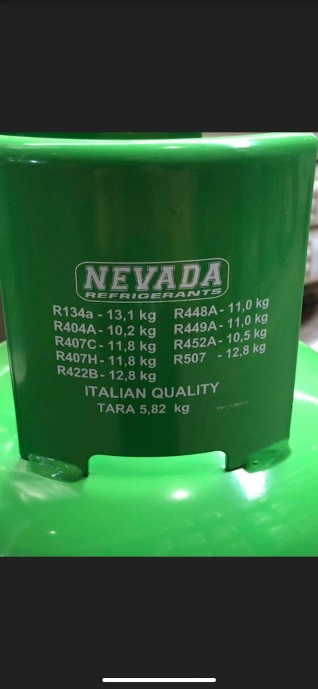 NEVADA
REFRIGERANTS
R134a - 13,1 kg R448A - 11,0 kg
R404A - 10,2 kg R449A - 11,0 kg
R407C - 11,8 kg R452A - 10,5 kg
R407H - 11,8 kg R507 - 12,8 kg
R422B - 12,8 kg
ITALIAN QUALITY
TARA 5,82 kg